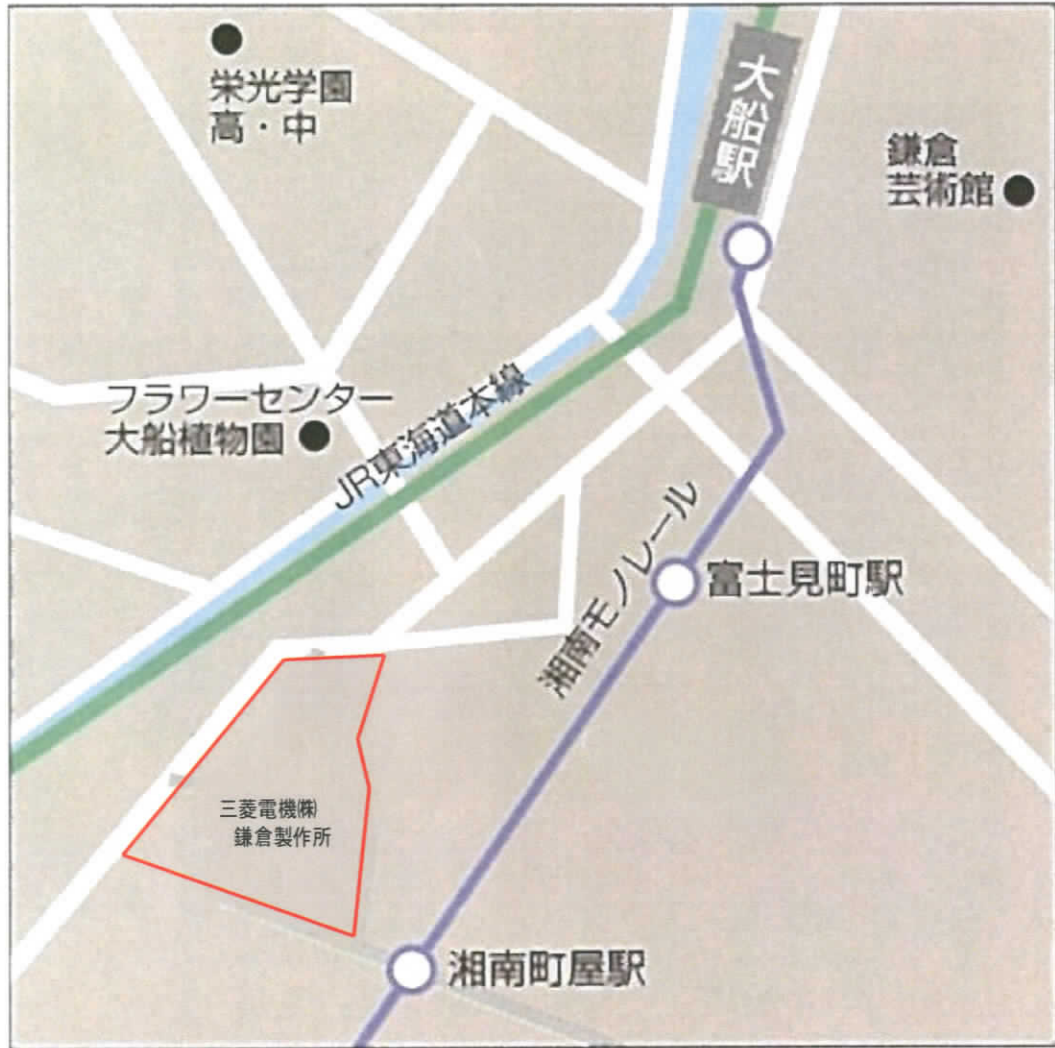 栄光学園
高・中
大船駅
鎌倉
芸術館
フラワーセンター
大船植物園
JR東海道本線
湘南モノレール
富士見町駅
三菱電機㈱
鎌倉製作所
湘南町屋駅